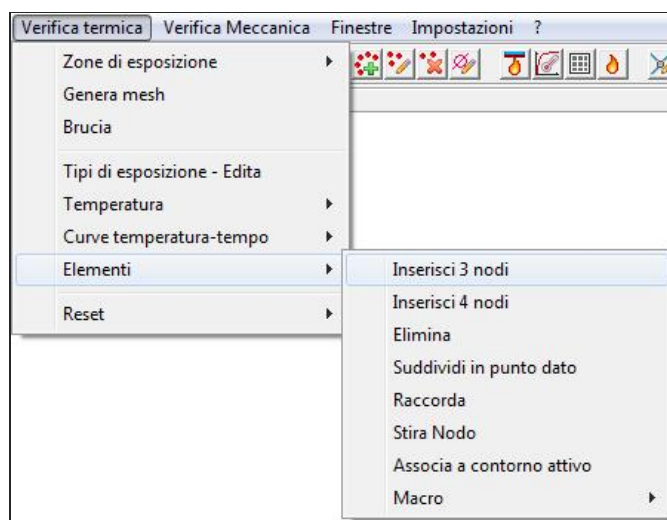 Verifica termica Verifica Meccanica Finestre Impostazioni ?
Zone di esposizione
Genera mesh
Brucia
Tipi di esposizione - Edita
Temperatura
Curve temperatura-tempo
Elementi
Reset
Inserisci 3 nodi
Inserisci 4 nodi
Elimina
Suddividi in punto dato
Raccorda
Stira Nodo
Associa a contorno attivo
Macro